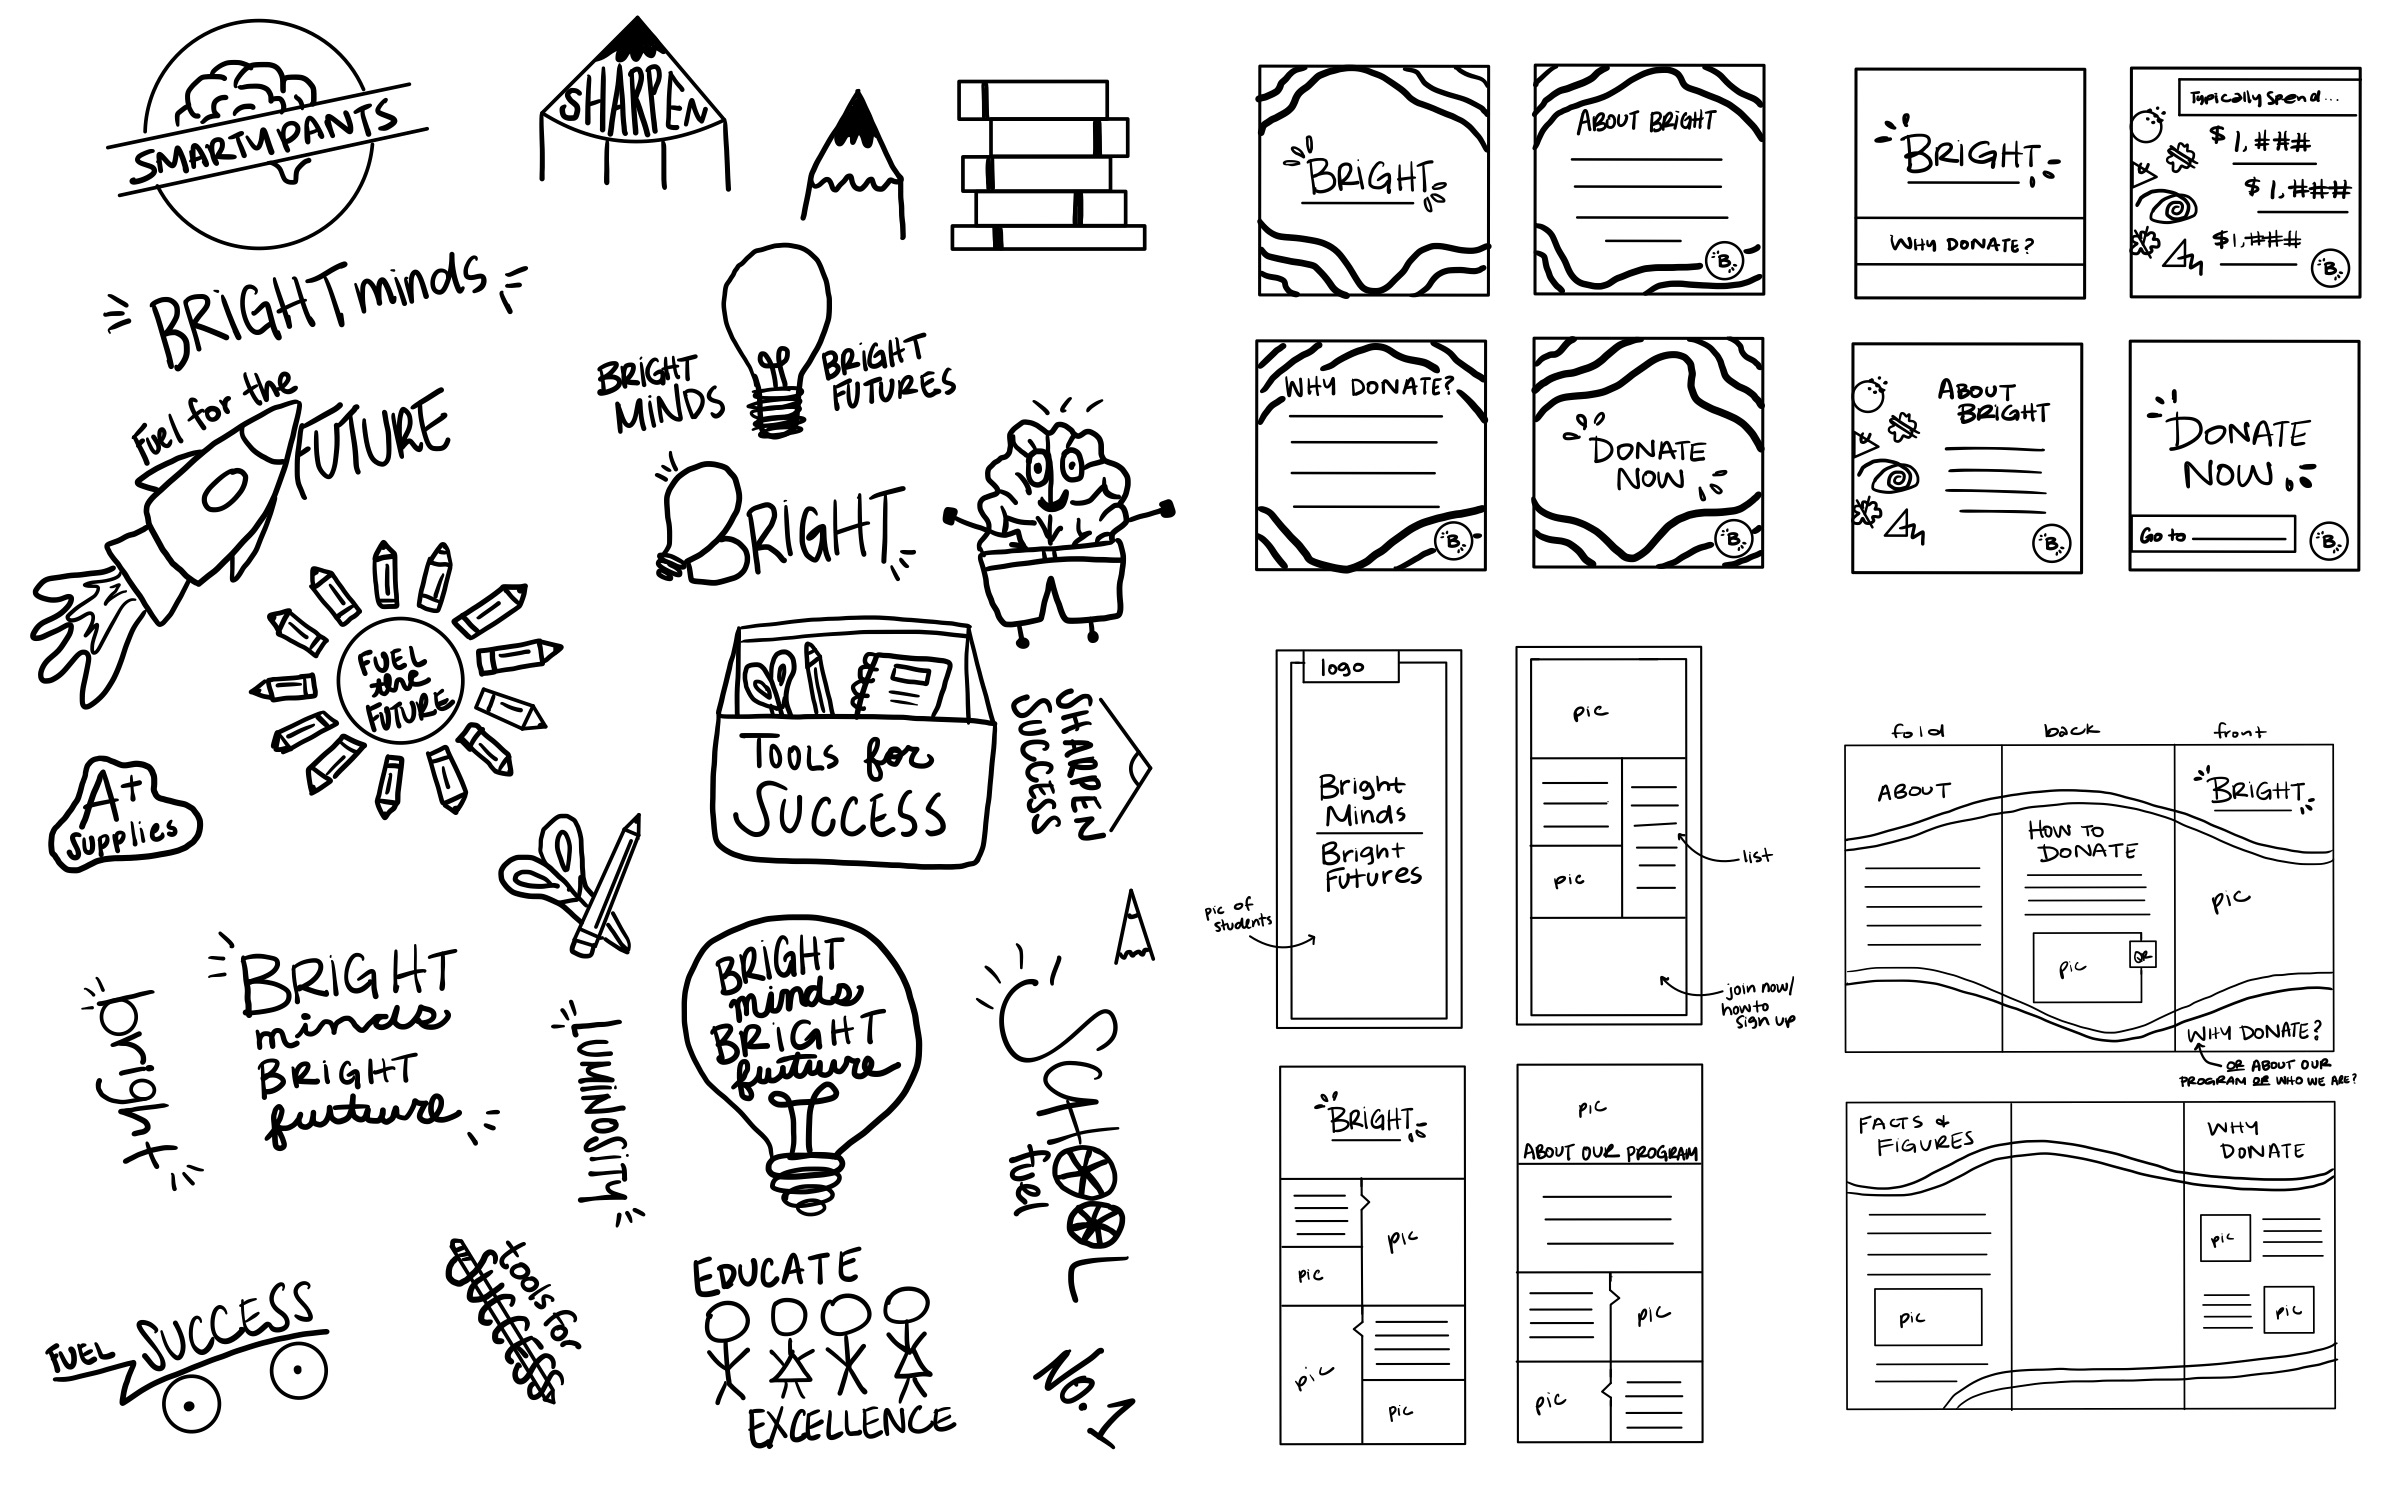 SMARTYPANTS
SHARPEN
BRIGHT minds
Fuel for the
FUTURE
BRIGHT
MINDS
BRIGHT
FUTURES
BRIGHT
FUEL
the
FUTURE
A+
supplies
TOOLS for
SUCCESS
SHARPEN
SUCCESS
bright
BRIGHT
minds
BRIGHT
future
LUMINOSITY
BRIGHT
minds
BRIGHT
future
SCHOOL
fuel
FUEL SUCCESS
tools for
success
EDUCATE
EXCELLENCE
No. 1
BRIGHT
ABOUT BRIGHT
B
WHY DONATE?
B
DONATE
NOW
B
BRIGHT
WHY DONATE?
Typically Spend...
$1,###
$1,###
$1,###
B
ABOUT
BRIGHT
B
DONATE
NOW
Go to
B
logo
Bright
Minds
Bright
Futures
pic of
students
pic
pic
list
join now/
how to
sign up
BRIGHT
pic
pic
pic
pic
pic
ABOUT OUR PROGRAM
pic
pic
fold
back
front
ABOUT
HOW TO
DONATE
pic
QR
BRIGHT
pic
WHY DONATE?
OR ABOUT OUR
PROGRAM OR WHO WE ARE?
FACTS &
FIGURES
pic
WHY
DONATE
pic
pic